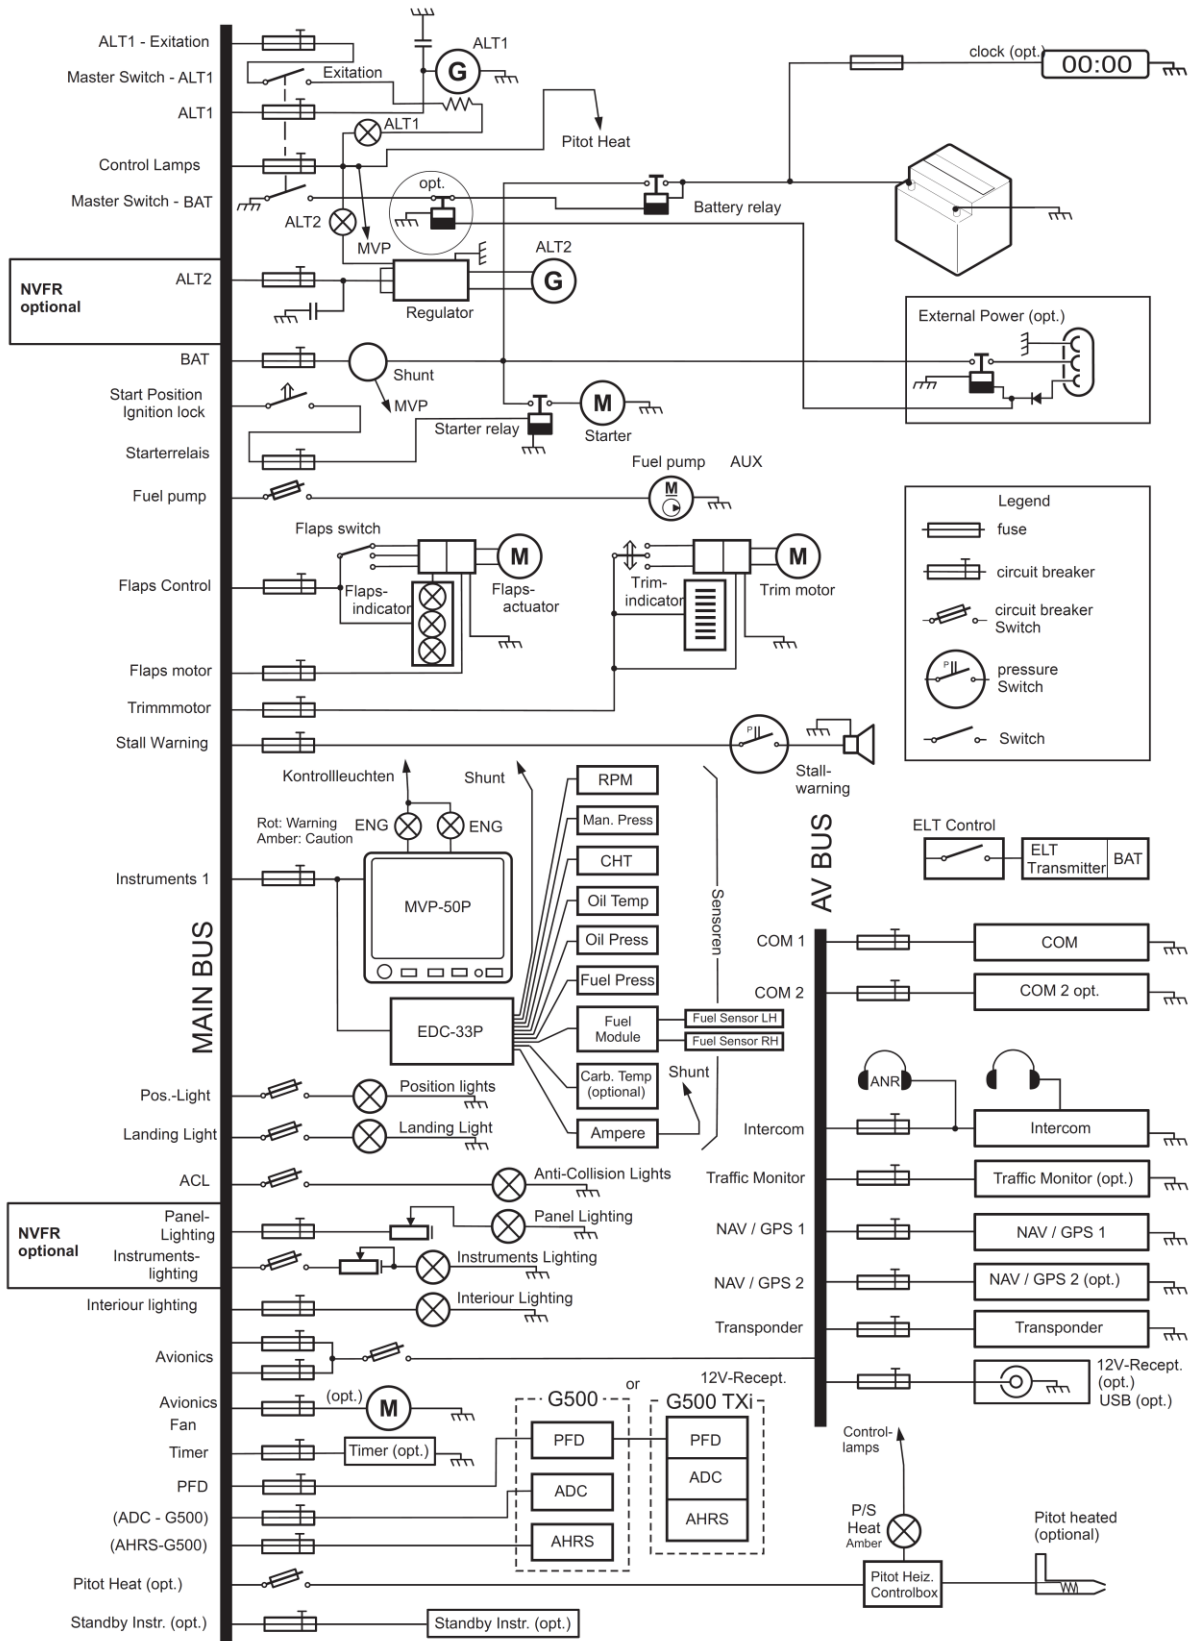 ALT1 - Exitation
Master Switch - ALT1
Exitation
ALT1
G
ALT1
ALT1
Pitot Heat
clock (opt.)
00:00
Control Lamps
Master Switch - BAT
opt.
Battery relay
ALT2
MVP
NVFR
optional
ALT2
Regulator
ALT2
G
External Power (opt.)
BAT
Shunt
MVP
Start Position
Ignition lock
Starter relay
M
Starter
Starterrelais
Fuel pump
Fuel pump
AUX
M
Legend
fuse
circuit breaker
circuit breaker
Switch
P
pressure
Switch
Switch
Flaps switch
Flaps Control
Flaps-
indicator
M
Flaps-
actuator
Trim-
indicator
M
Trim motor
Flaps motor
Trimmmotor
Stall Warning
P
Stall-
warning
Kontrollleuchten
Shunt
Rot: Warning
Amber: Caution
ENG
ENG
Instruments 1
MVP-50P
EDC-33P
RPM
Man. Press
CHT
Oil Temp
Oil Press
Fuel Press
Fuel
Module
Fuel Sensor LH
Fuel Sensor RH
Carb. Temp
(optional)
Shunt
Ampere
Sensoren
MAIN BUS
AV BUS
ELT Control
ELT
Transmitter
BAT
COM 1
COM
COM 2
COM 2 opt.
ANR
Intercom
Intercom
Traffic Monitor
Traffic Monitor (opt.)
NAV / GPS 1
NAV / GPS 1
NAV / GPS 2
NAV / GPS 2 (opt.)
Transponder
Transponder
12V-Recept.
12V-Recept.
(opt.)
USB (opt.)
Pos.-Light
Position lights
Landing Light
Landing Light
ACL
Anti-Collision Lights
NVFR
optional
Panel-
Lighting
Panel Lighting
Instruments-
lighting
Instruments Lighting
Interiour lighting
Interiour Lighting
Avionics
Avionics
Fan
(opt.)
M
Timer
Timer (opt.)
PFD
(ADC - G500)
(AHRS-G500)
G500
PFD
ADC
AHRS
or
G500 TXi
PFD
ADC
AHRS
Control-
lamps
P/S
Heat
Amber
Pitot heated
(optional)
Pitot Heat (opt.)
Pitot Heiz.
Controlbox
Standby Instr. (opt.)
Standby Instr. (opt.)